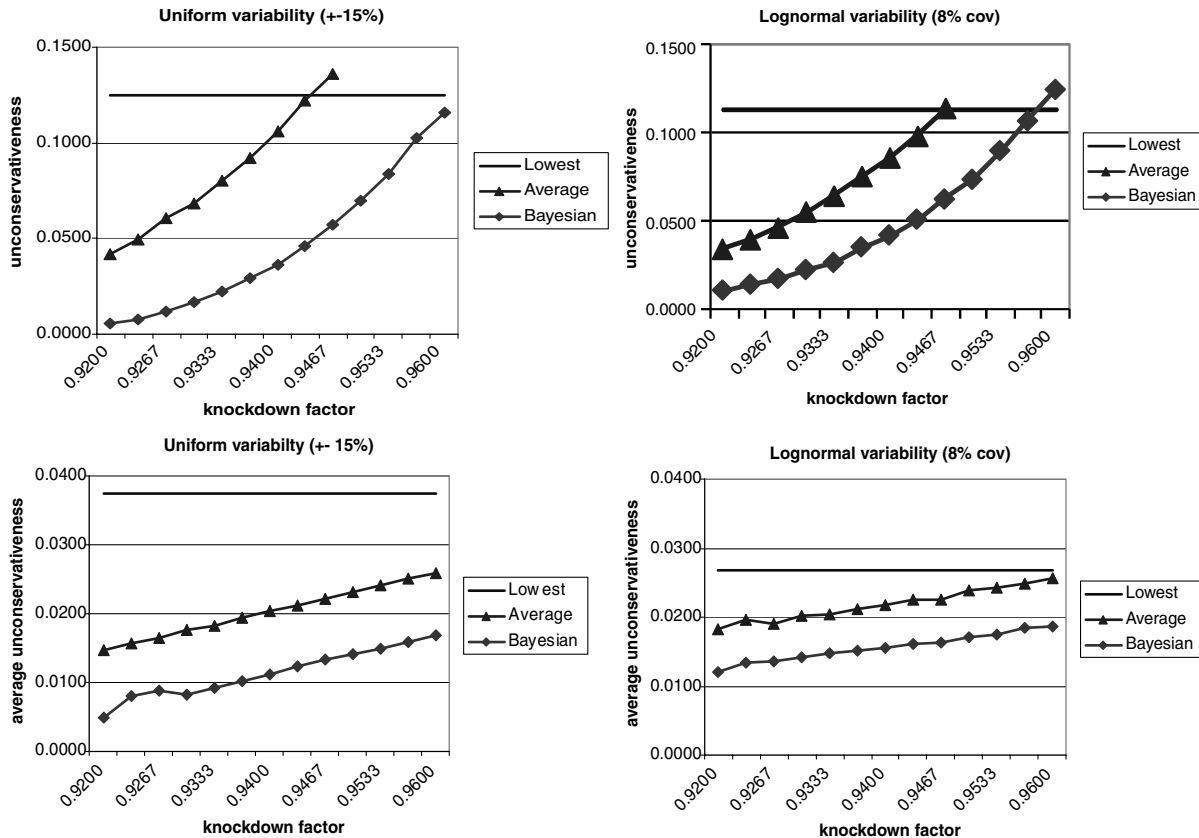 Uniform variability (+-15%)
unconservativeness
0.1500
0.1000
0.0500
0.0000
0.9200
0.9267
0.9333
0.9400
0.9467
0.9533
0.9600
knockdown factor
Lowest
Average
Bayesian
Lognormal variability (8% cov)
unconservativeness
0.1500
0.1000
0.0500
0.0000
0.9200
0.9267
0.9333
0.9400
0.9467
0.9533
0.9600
knockdown factor
Lowest
Average
Bayesian
Uniform variabilty (+- 15%)
average unconservativeness
0.0400
0.0300
0.0200
0.0100
0.0000
0.9200
0.9267
0.9333
0.9400
0.9467
0.9533
0.9600
knockdown factor
Lowest
Average
Bayesian
Lognormal variability (8% cov)
average unconservativeness
0.0400
0.0300
0.0200
0.0100
0.0000
0.9200
0.9267
0.9333
0.9400
0.9467
0.9533
0.9600
knockdown factor
Lowest
Average
Bayesian